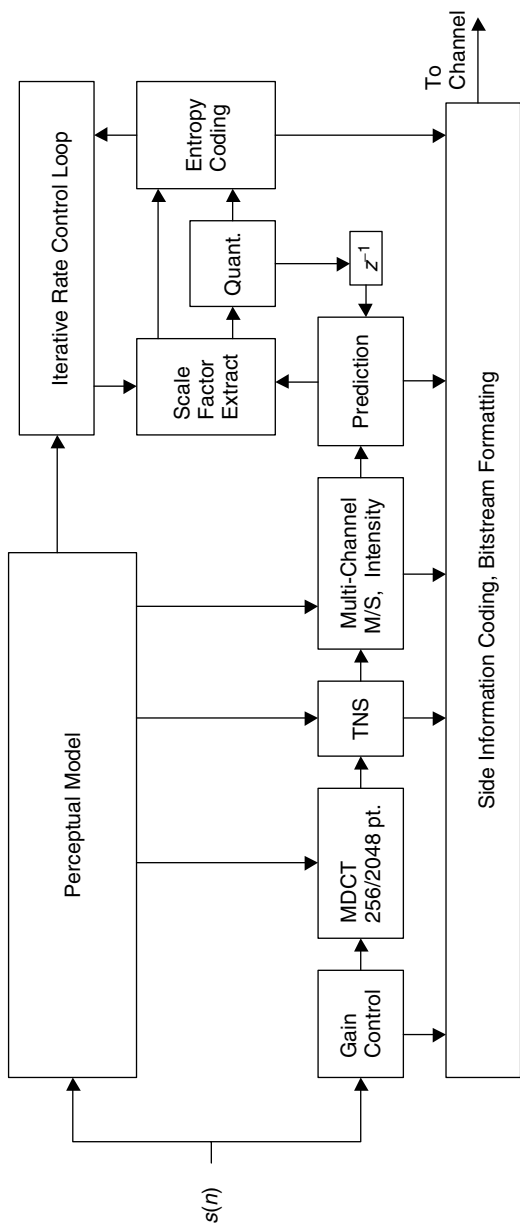 s(n)
Perceptual Model
Iterative Rate Control Loop
Gain
Control
MDCT
256/2048 pt.
TNS
Multi-Channel
M/S, Intensity
Prediction
Scale
Factor
Extract
Quant.
z⁻¹
Entropy
Coding
Side Information Coding, Bitstream Formatting
To
Channel